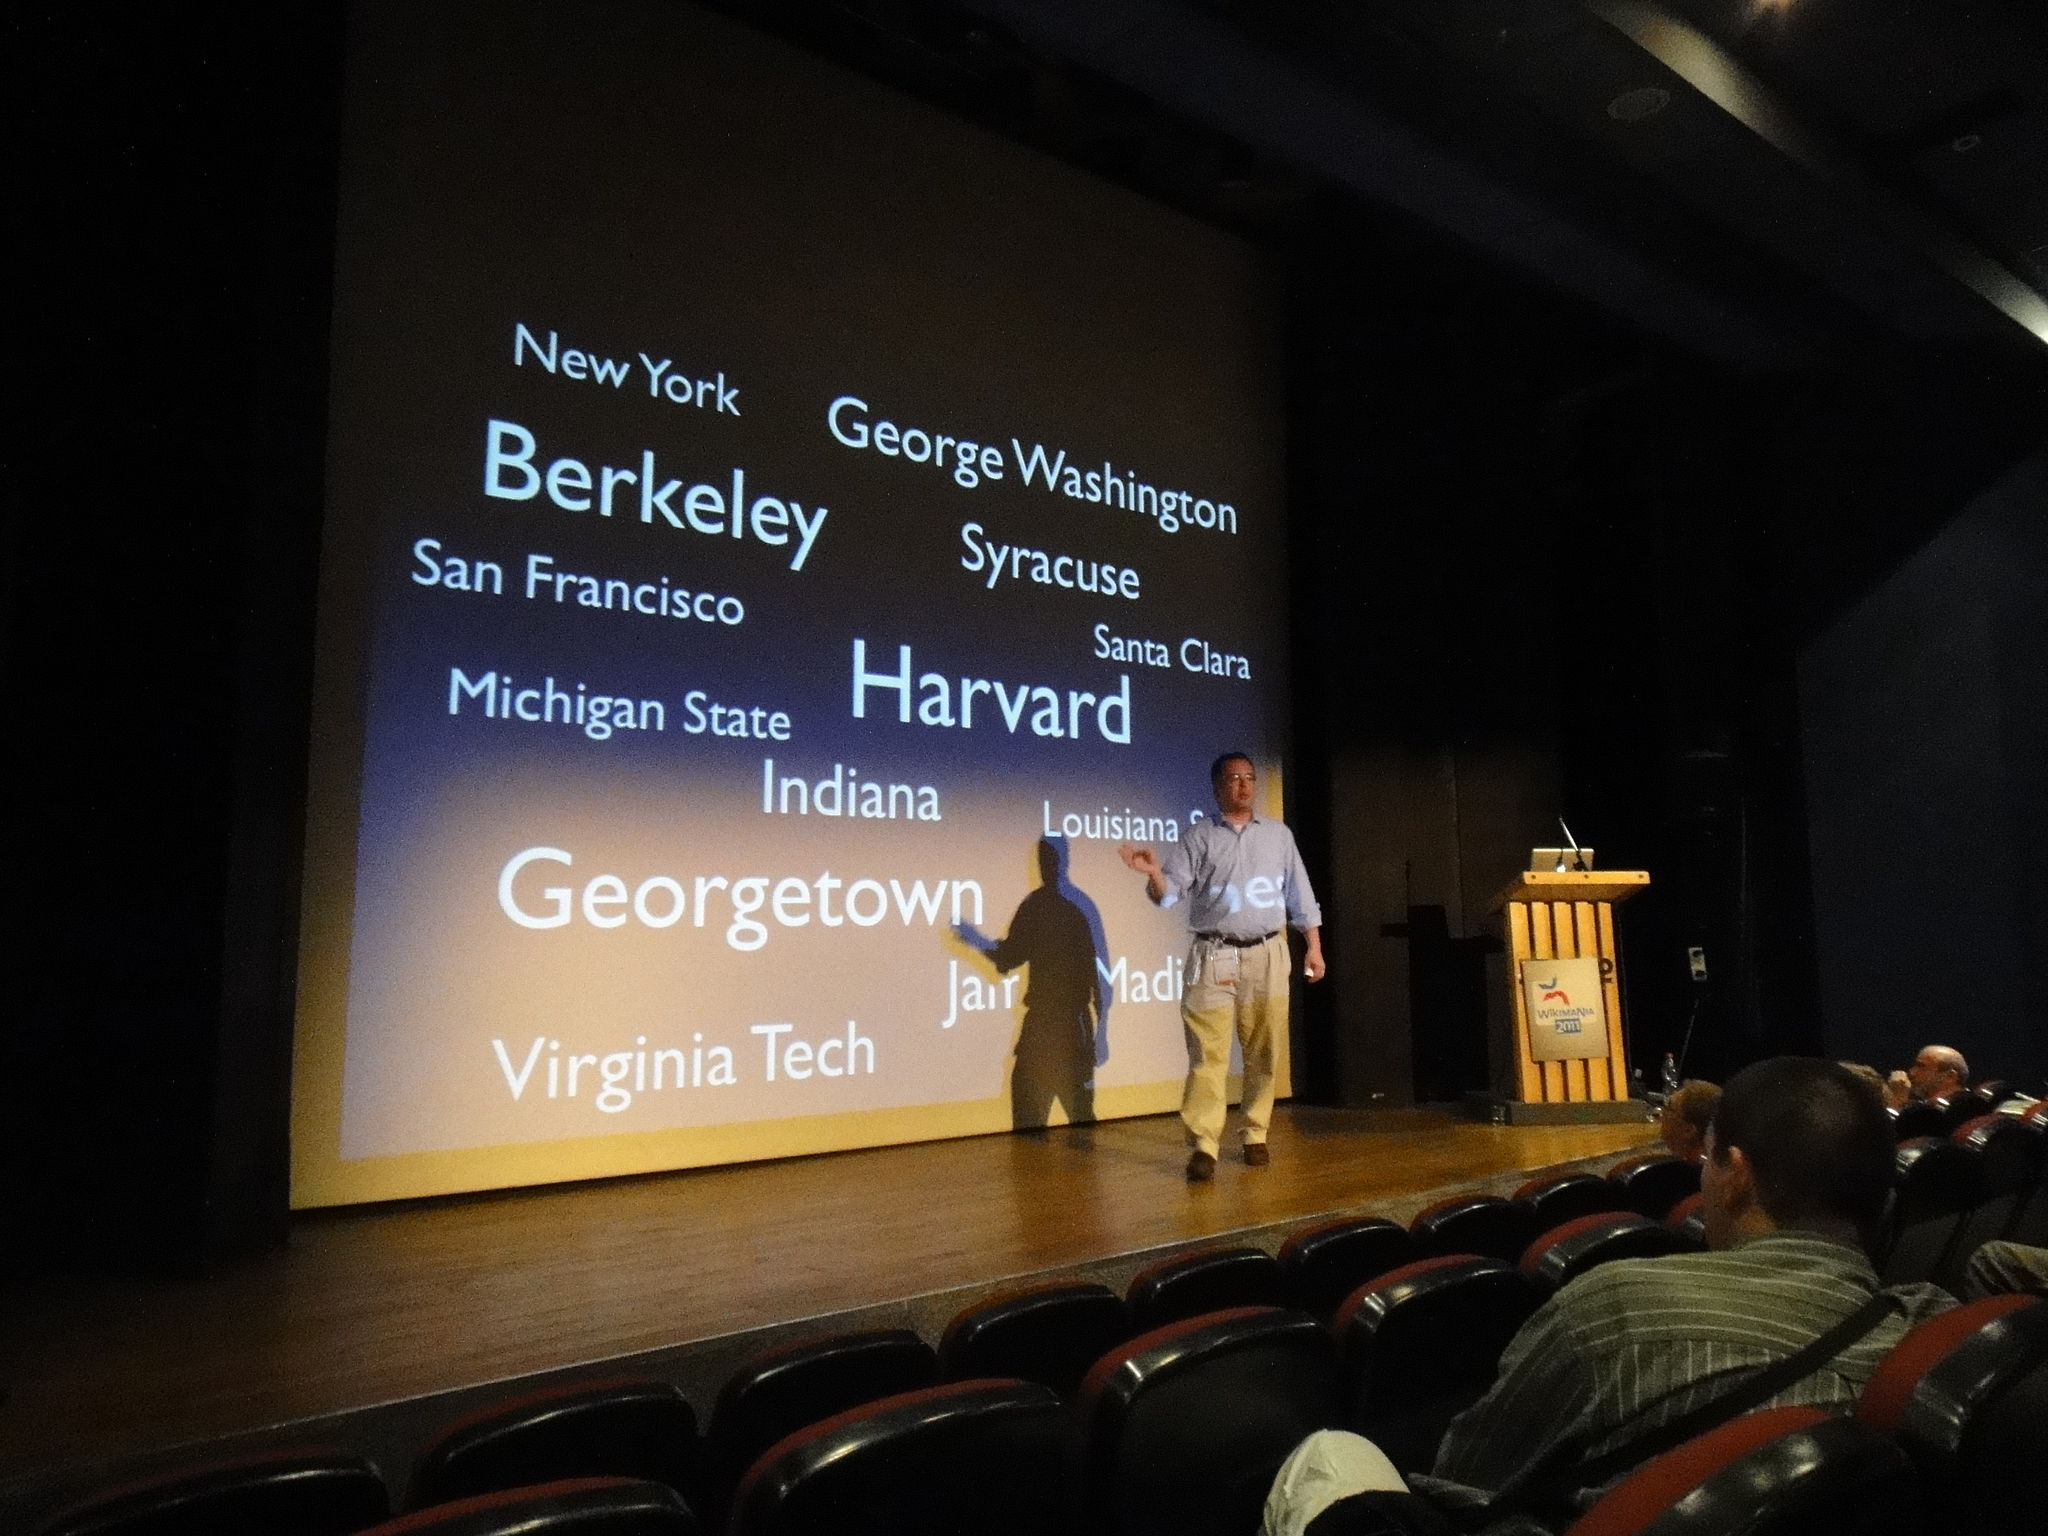 New York
George Washington
Berkeley
Syracuse
San Francisco
Santa Clara
Harvard
Michigan State
Indiana
Louisiana
Georgetown
Virginia Tech
WIKIMANIA
2011